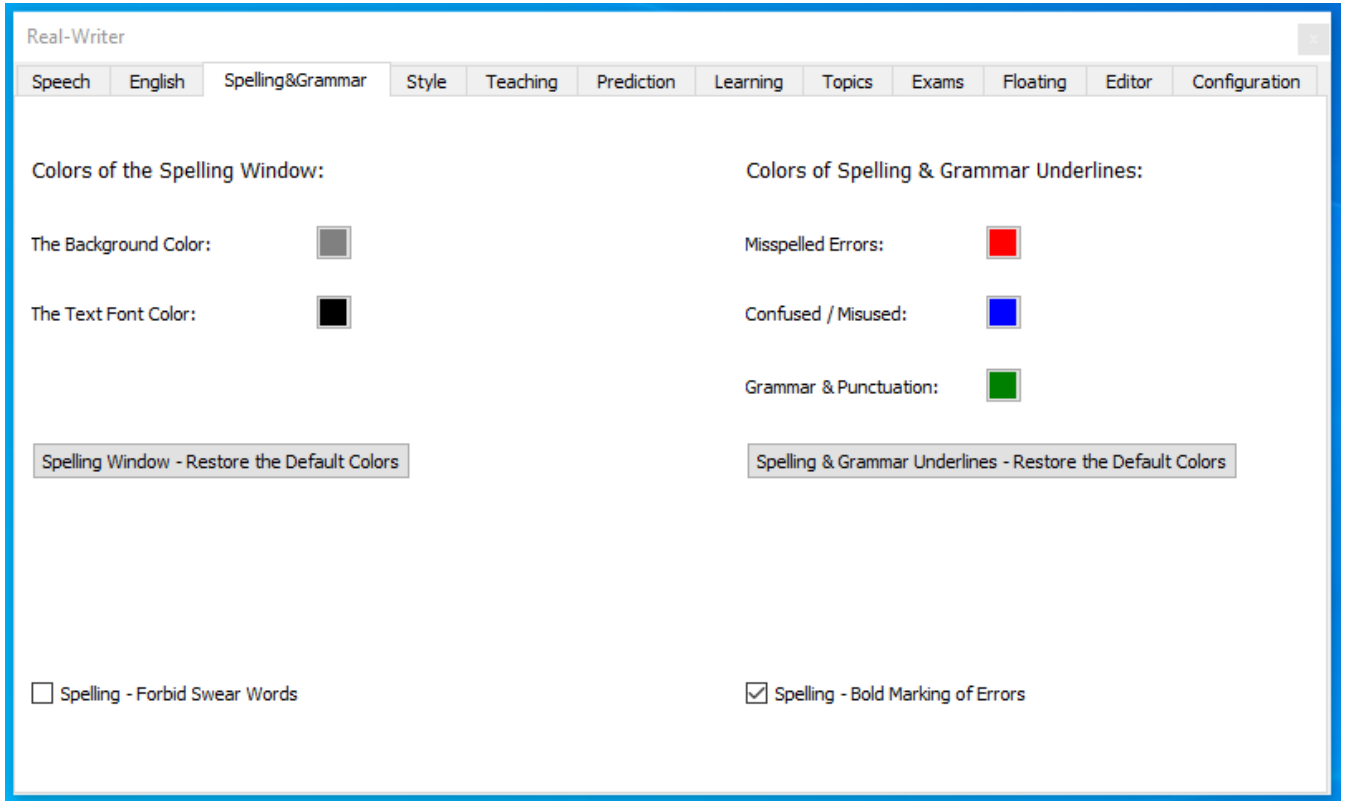 Real-Writer
x
Speech English Spelling&Grammar Style Teaching Prediction Learning Topics Exams Floating Editor Configuration
Colors of the Spelling Window:
The Background Color:
The Text Font Color:
Spelling Window - Restore the Default Colors
Spelling - Forbid Swear Words
Colors of Spelling & Grammar Underlines:
Misspelled Errors:
Confused / Misused:
Grammar & Punctuation:
Spelling & Grammar Underlines - Restore the Default Colors
Spelling - Bold Marking of Errors